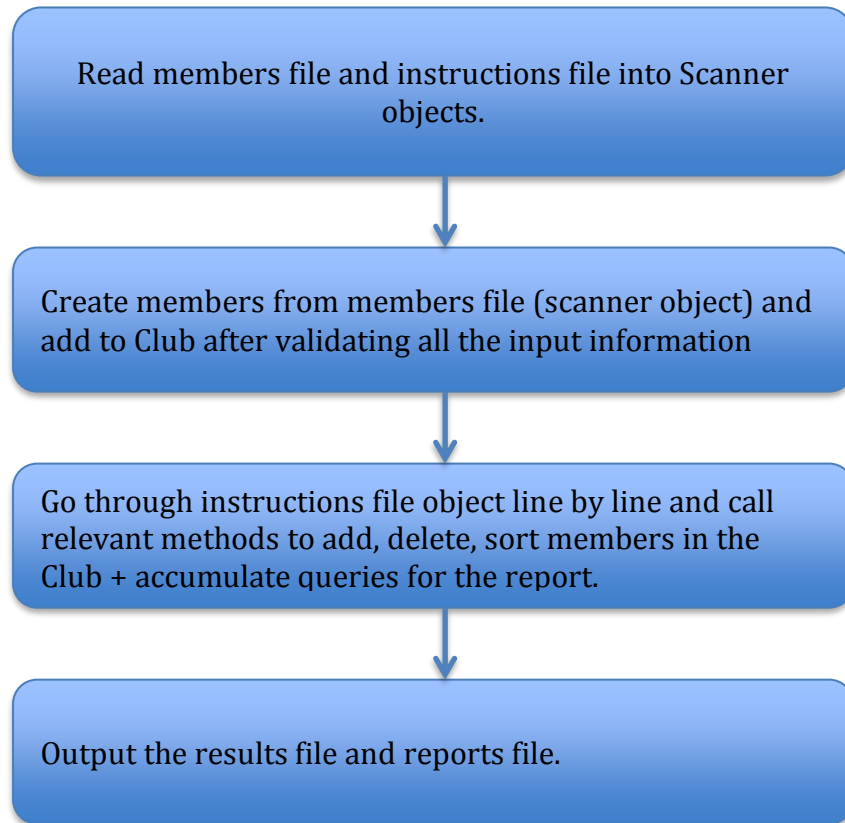 Read members file and instructions file into Scanner
objects.
Create members from members file (scanner object) and
add to Club after validating all the input information
Go through instructions file object line by line and call
relevant methods to add, delete, sort members in the
Club + accumulate queries for the report.
Output the results file and reports file.